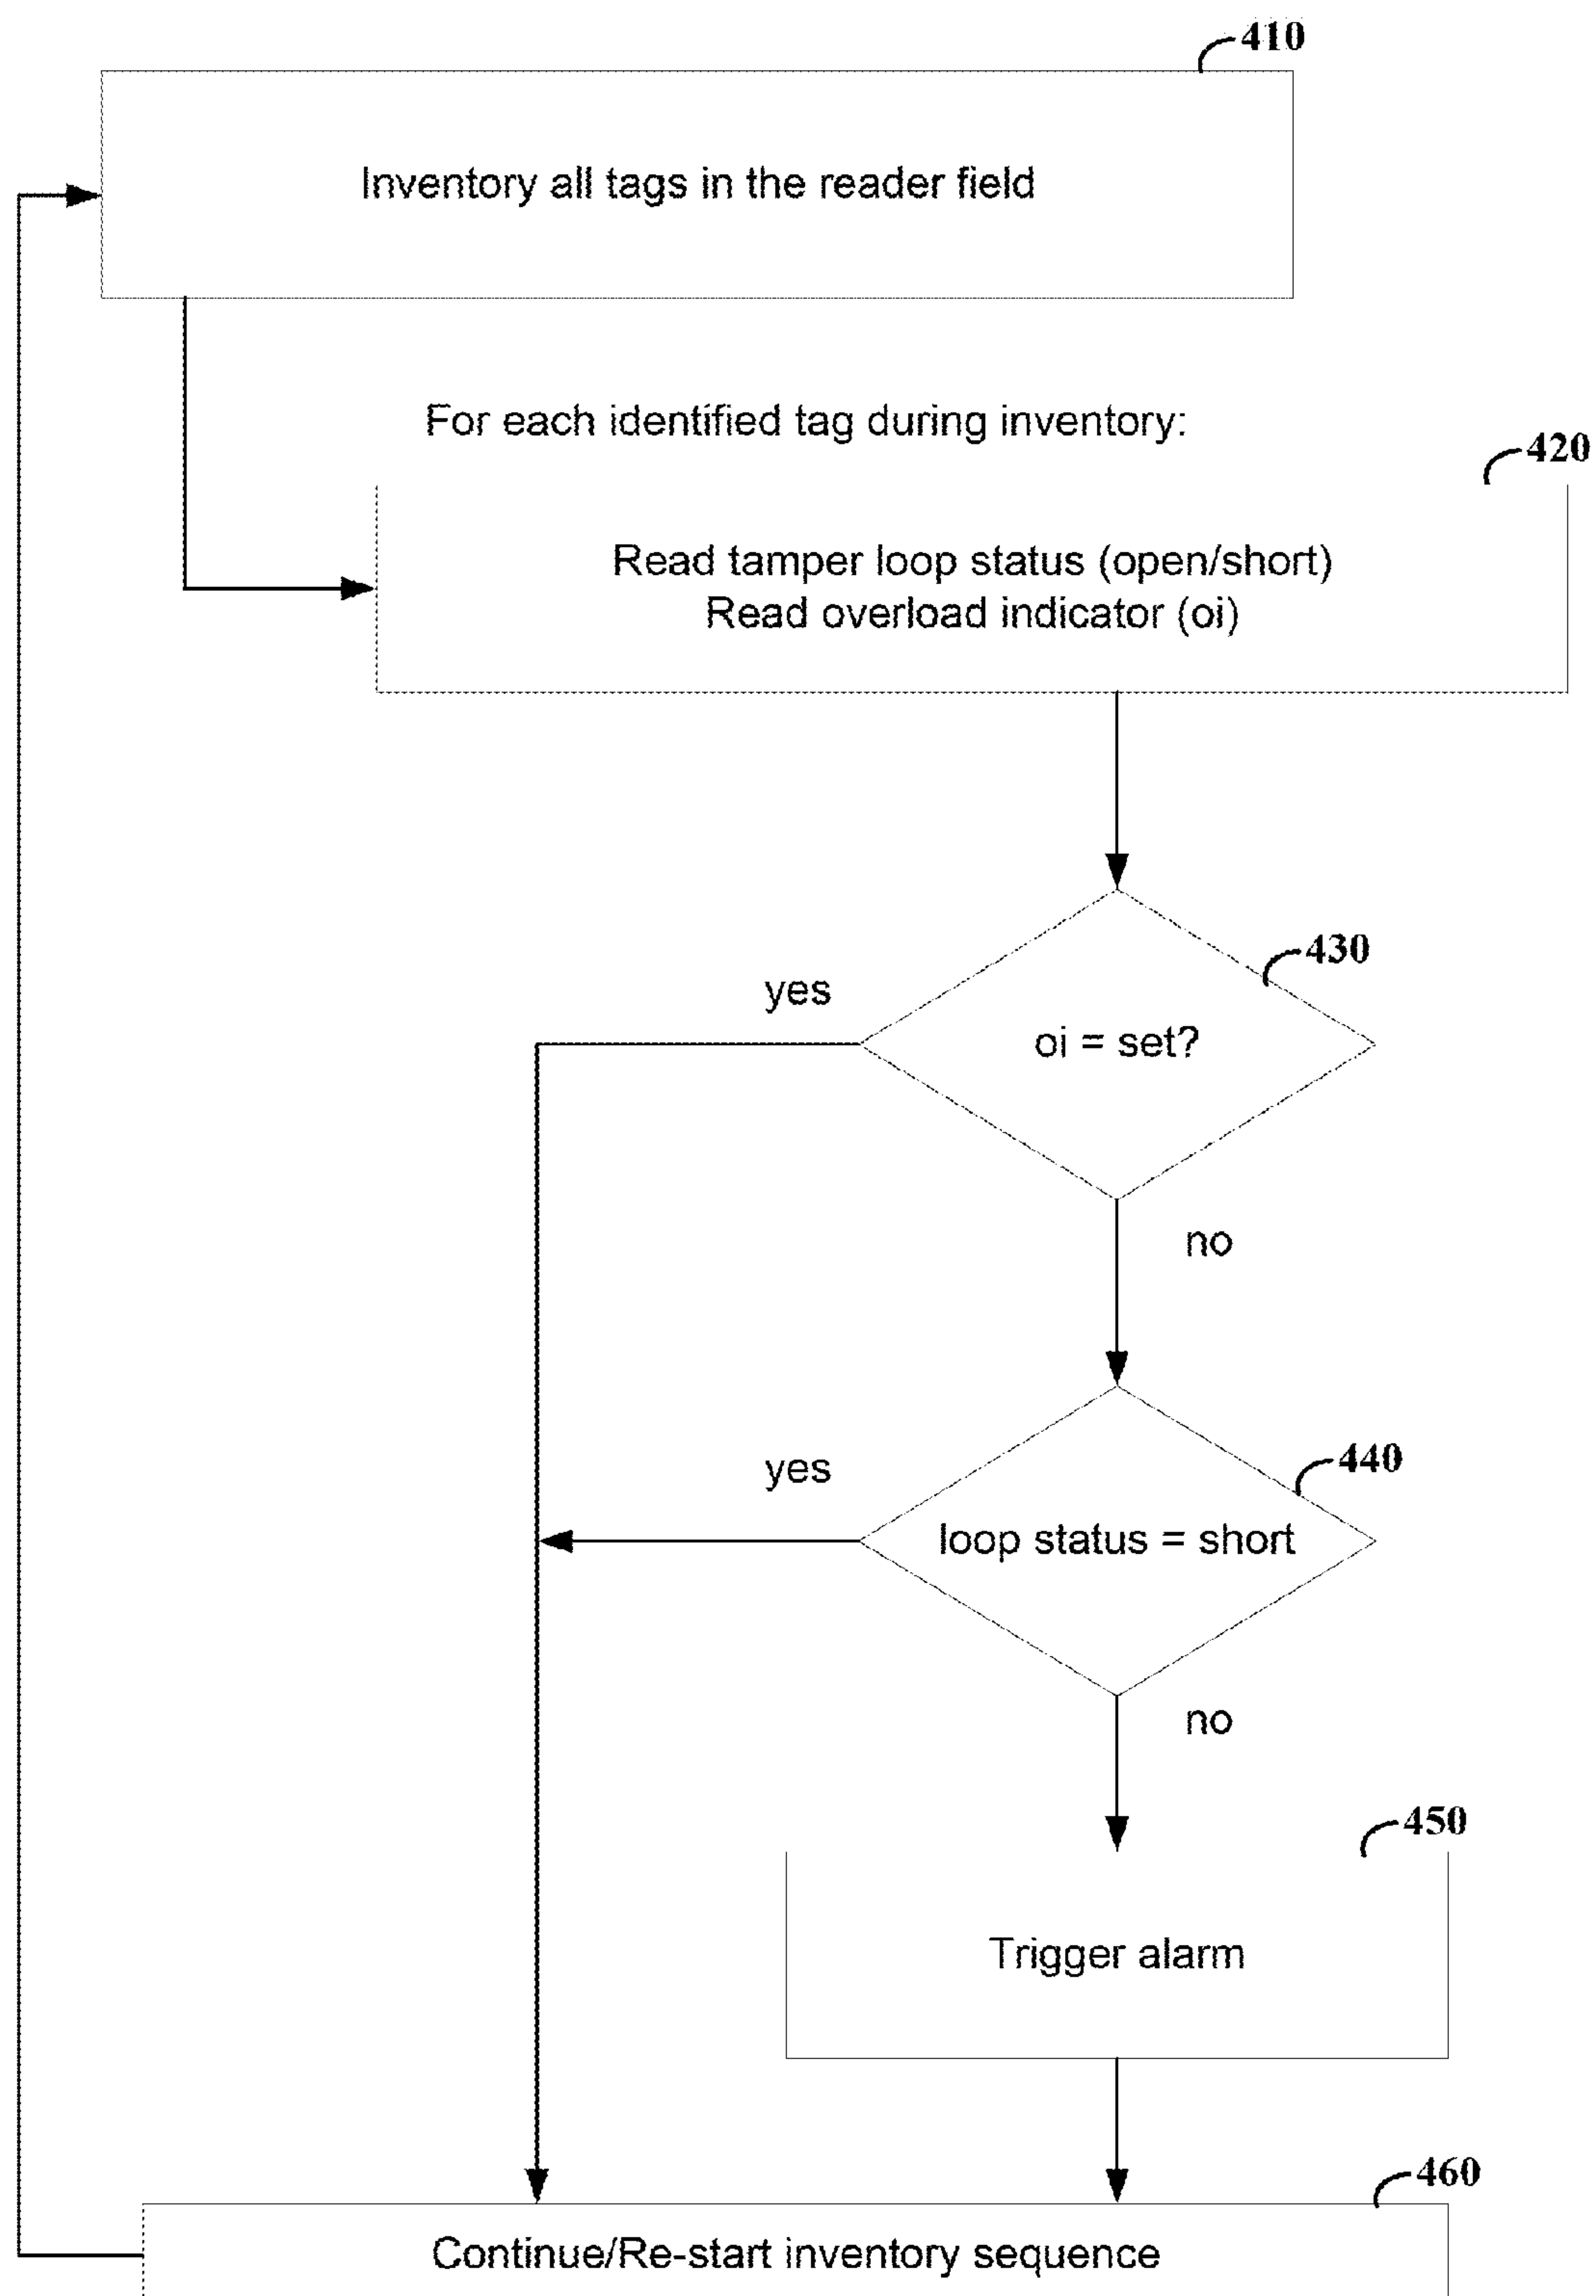 410
Inventory all tags in the reader field
For each identified tag during inventory:
420
Read tamper loop status (open/short)
Read overload indicator (oi)
430
yes
oi = set?
no
440
yes
loop status = short
no
450
Trigger alarm
460
Continue/Re-start inventory sequence